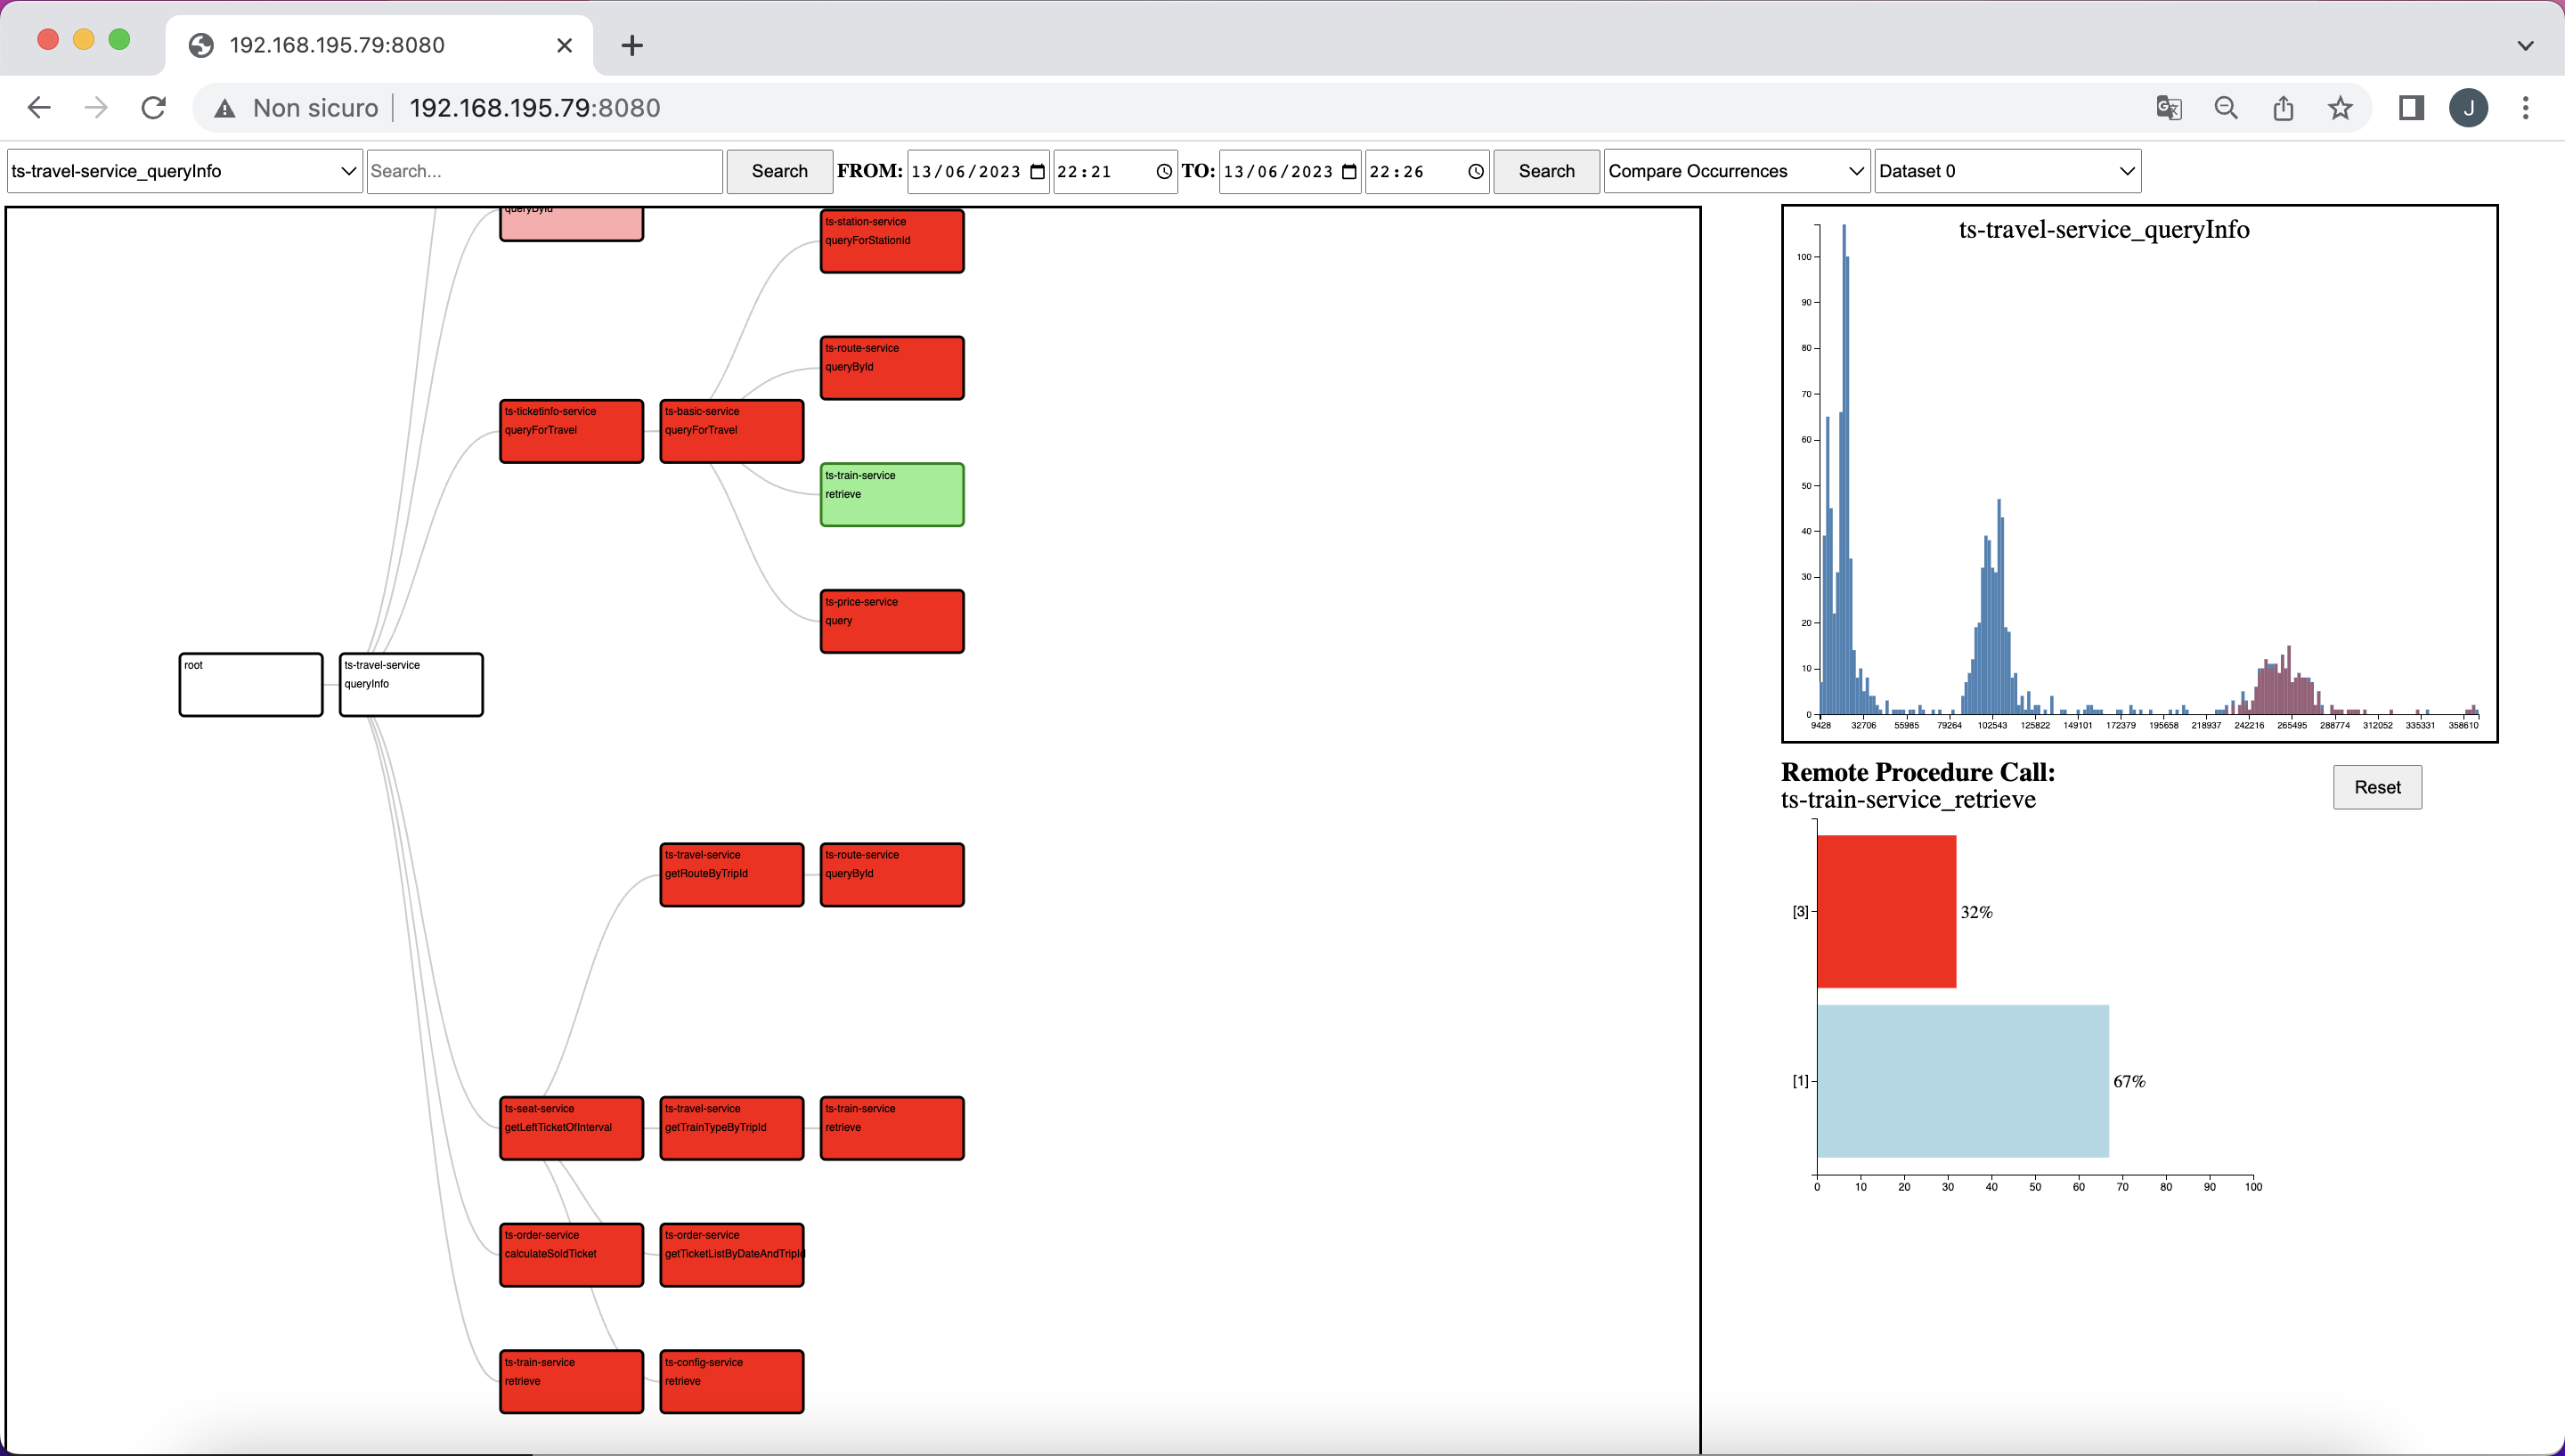 192.168.195.79:8080
Non sicuro 192.168.195.79:8080
J
ts-travel-service_queryInfo Search... Search FROM: 13/06/2023 22:21 TO: 13/06/2023 22:26 Search Compare Occurrences Dataset 0
queryById
ts-station-service
queryForStationId
ts-route-service
queryById
ts-ticketinfo-service
queryForTravel
ts-basic-service
queryForTravel
ts-train-service
retrieve
ts-price-service
query
root
ts-travel-service
queryInfo
ts-travel-service
getRouteByTripId
ts-route-service
queryById
ts-seat-service
getLeftTicketOfInterval
ts-travel-service
getTrainTypeByTripId
ts-train-service
retrieve
ts-order-service
calculateSoldTicket
ts-order-service
getTicketListByDateAndTripId
ts-train-service
retrieve
ts-config-service
retrieve
ts-travel-service_queryInfo
100
90
80
70
60
50
40
30
20
10
0
9428 32706 55985 79264 102543 125822 149101 172379 195658 218937 242216 265495 288774 312052 335331 358610
Remote Procedure Call:
ts-train-service_retrieve
Reset
[3] 32%
[1] 67%
0 10 20 30 40 50 60 70 80 90 100